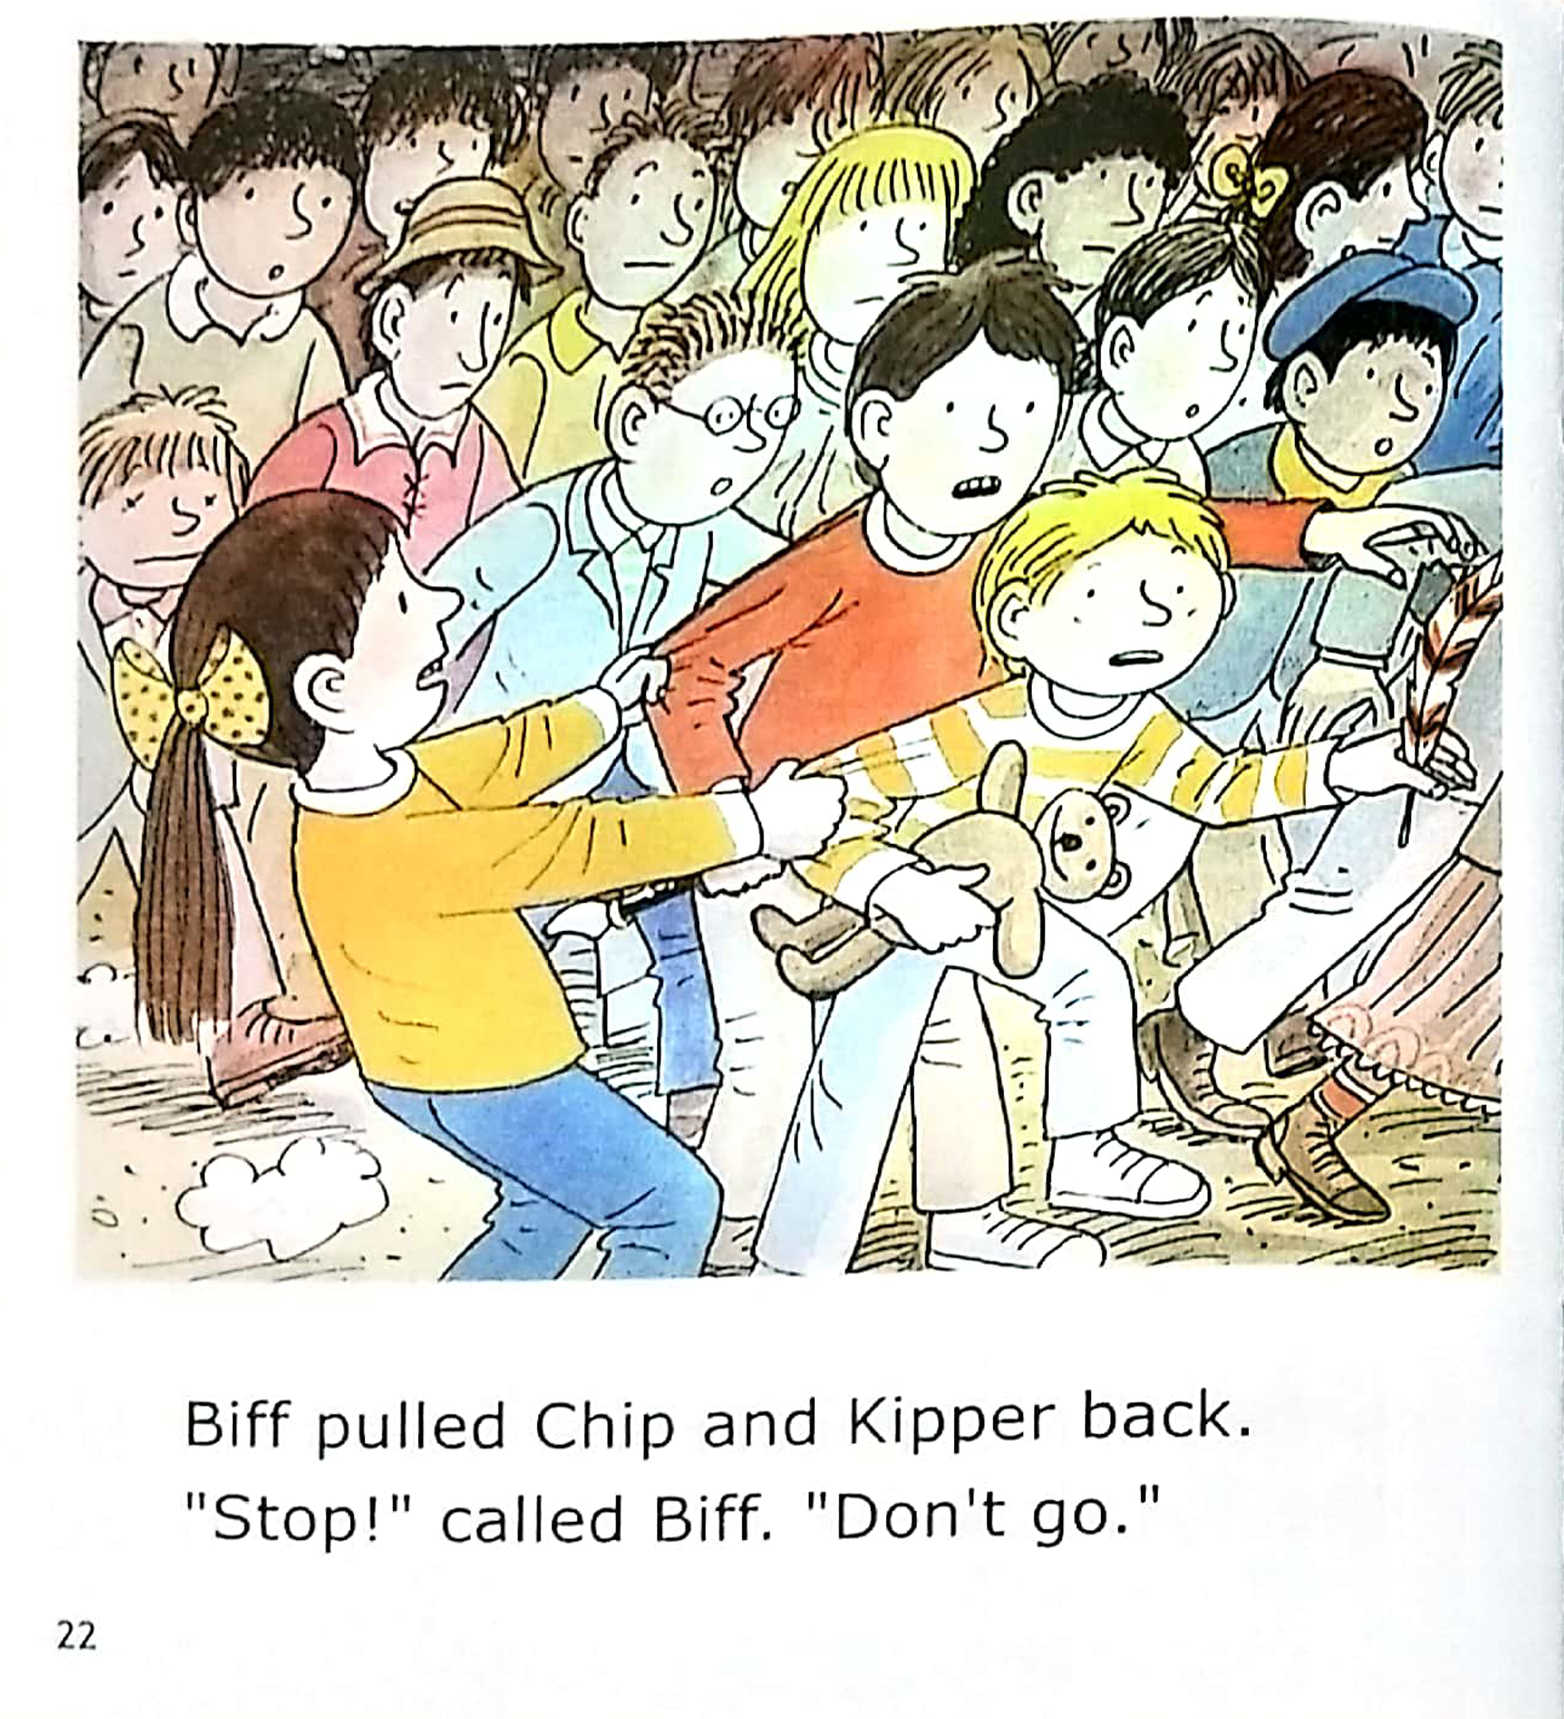 Biff pulled Chip and Kipper back.
"Stop!" called Biff. "Don't go."
22